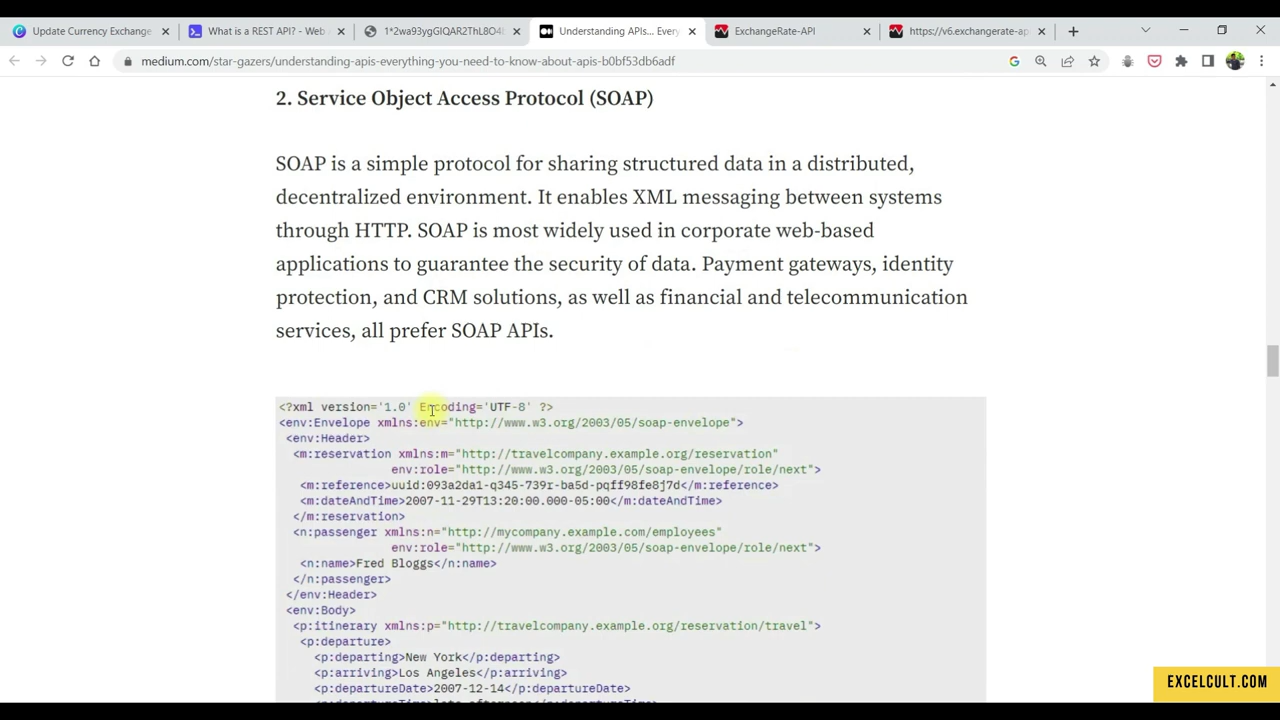 Update Currency Exchange
What is a REST API? - Web
1*2wa93ygGIQAR2ThL8O4
Understanding APIs... Every
ExchangeRate-API
https://v6.exchangerate-ap
medium.com/star-gazers/understanding-apis-everything-you-need-to-know-about-apis-b0bf53db6adf
2. Service Object Access Protocol (SOAP)
SOAP is a simple protocol for sharing structured data in a distributed,
decentralized environment. It enables XML messaging between systems
through HTTP. SOAP is most widely used in corporate web-based
applications to guarantee the security of data. Payment gateways, identity
protection, and CRM solutions, as well as financial and telecommunication
services, all prefer SOAP APIs.
<?xml version='1.0' Encoding='UTF-8' ?>
<env:Envelope xmlns:env="http://www.w3.org/2003/05/soap-envelope">
<env:Header>
<m:reservation xmlns:m="http://travelcompany.example.org/reservation"
env:role="http://www.w3.org/2003/05/soap-envelope/role/next">
<m:reference>uuid:093a2da1-q345-739r-ba5d-pqff98fe8j7d</m:reference>
<m:dateAndTime>2007-11-29T13:20:00.000-05:00</m:dateAndTime>
</m:reservation>
<n:passenger xmlns:n="http://mycompany.example.com/employees"
env:role="http://www.w3.org/2003/05/soap-envelope/role/next">
<n:name>Fred Bloggs</n:name>
</n:passenger>
</env:Header>
<env:Body>
<p:itinerary xmlns:p="http://travelcompany.example.org/reservation/travel">
<p:departure>
<p:departing>New York</p:departing>
<p:arriving>Los Angeles</p:arriving>
<p:departureDate>2007-12-14</p:departureDate>
EXCELCULT.COM